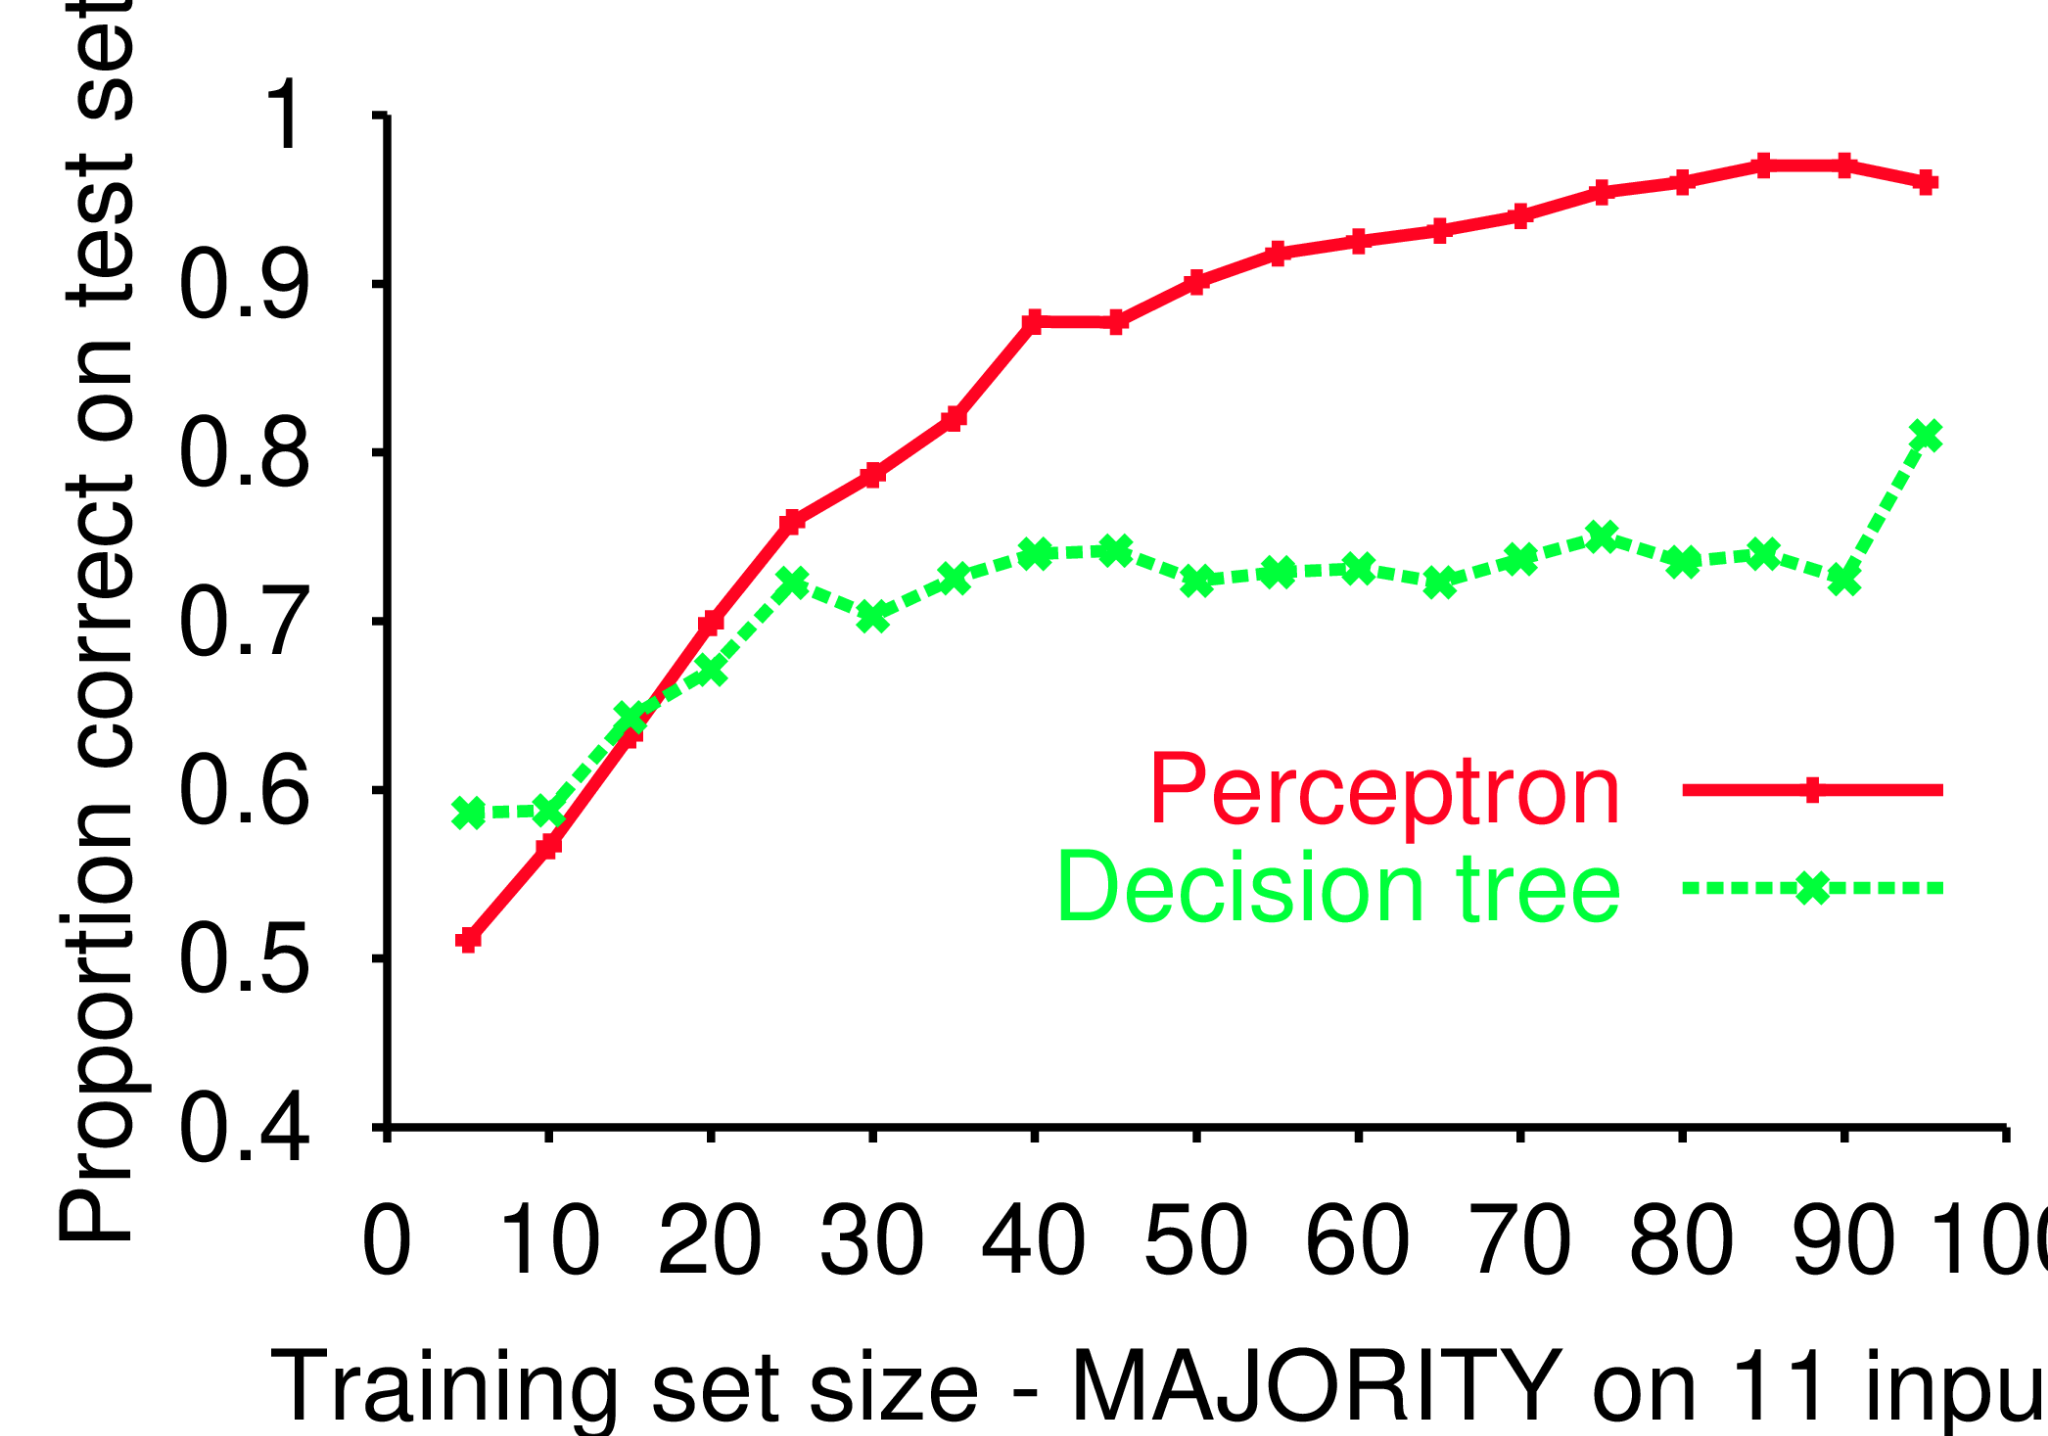 Proportion correct on test set
1
0.9
0.8
0.7
0.6
0.5
0.4
Perceptron
Decision tree
0 10 20 30 40 50 60 70 80 90 100
Training set size - MAJORITY on 11 inpu